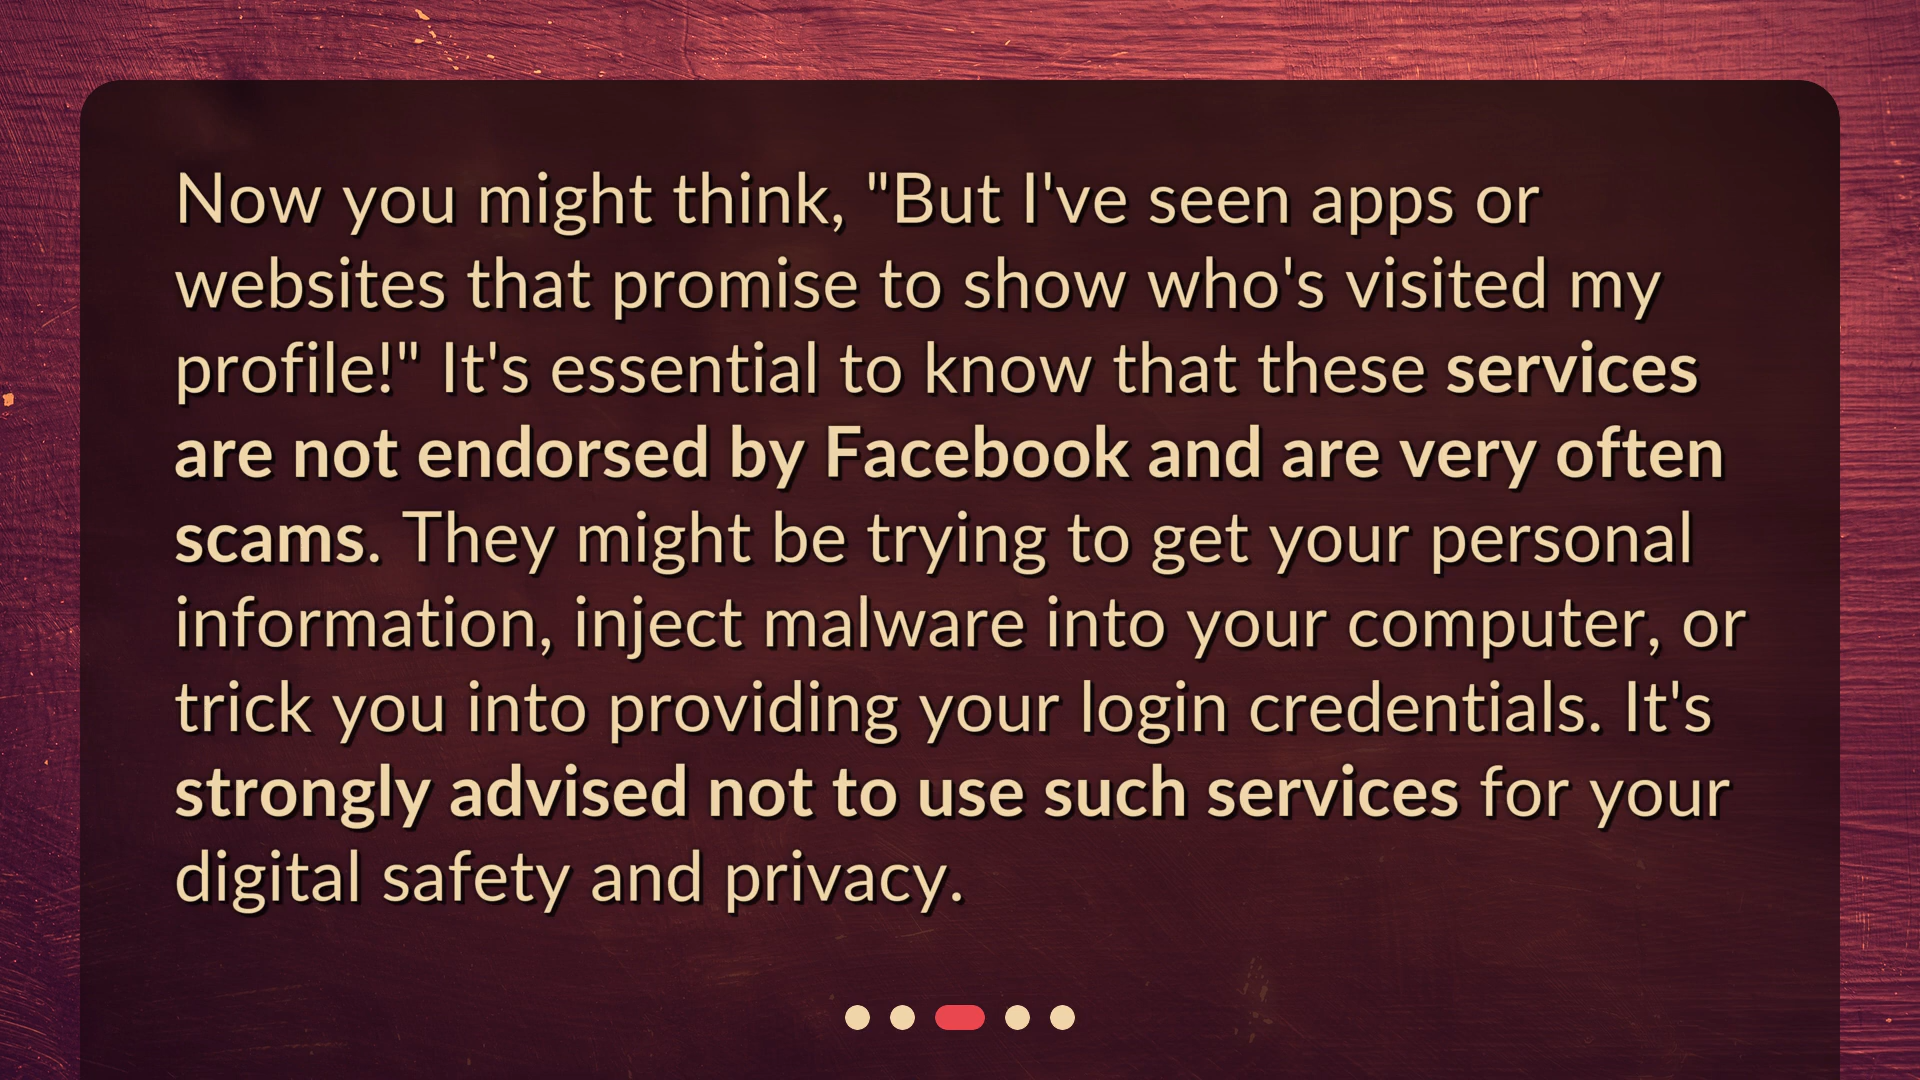 Now you might think, "But I've seen apps or
websites that promise to show who's visited my
profile!" It's essential to know that these services
are not endorsed by Facebook and are very often
scams. They might be trying to get your personal
information, inject malware into your computer, or
trick you into providing your login credentials. It's
strongly advised not to use such services for your
digital safety and privacy.